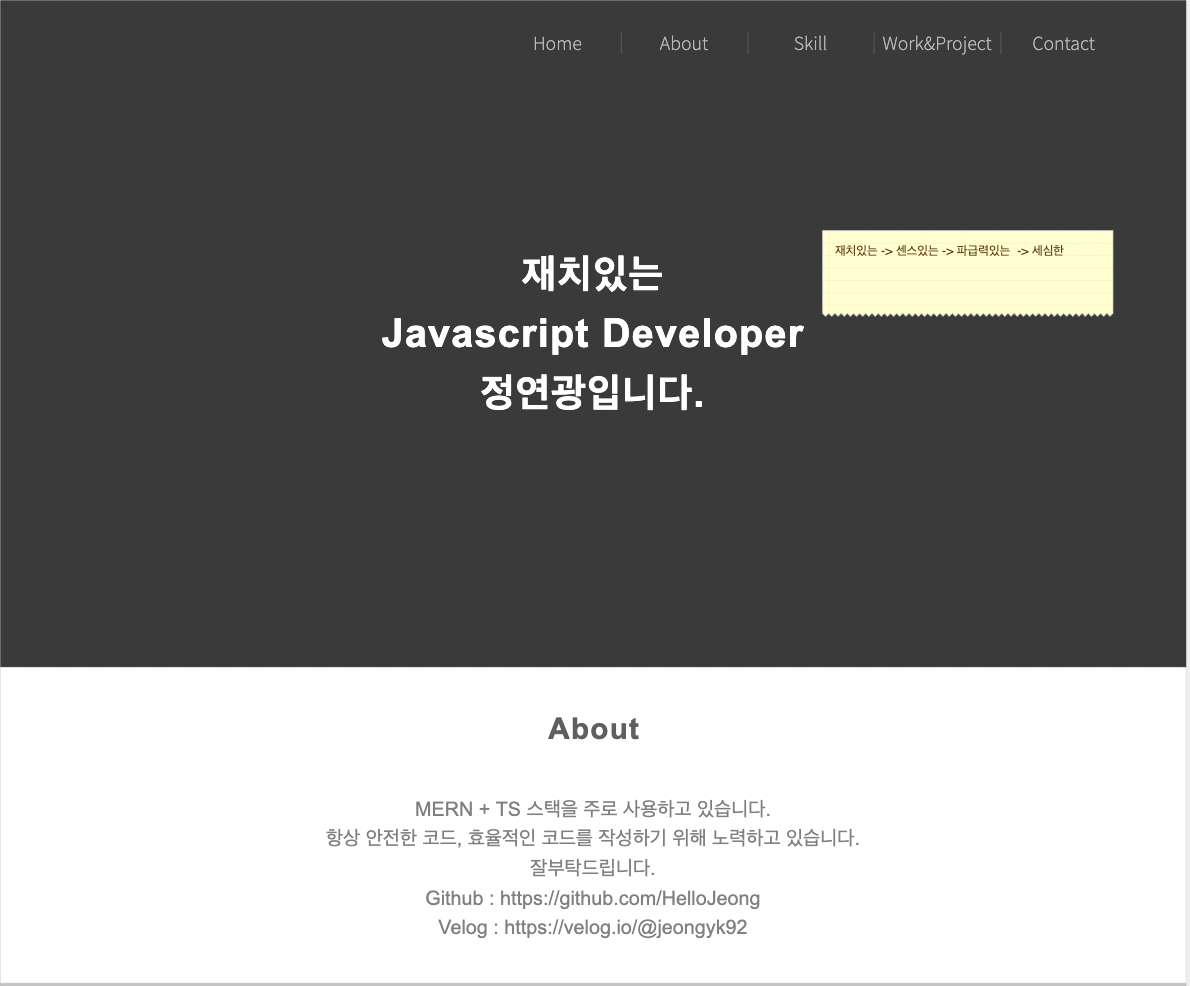 Home About Skill Work&Project Contact
재치있는 -> 센스있는 -> 파급력있는 -> 세심한
재치있는
Javascript Developer
정연광입니다.
About
MERN + TS 스택을 주로 사용하고 있습니다.
항상 안전한 코드, 효율적인 코드를 작성하기 위해 노력하고 있습니다.
잘부탁드립니다.
Github : https://github.com/HelloJeong
Velog : https://velog.io/@jeongyk92